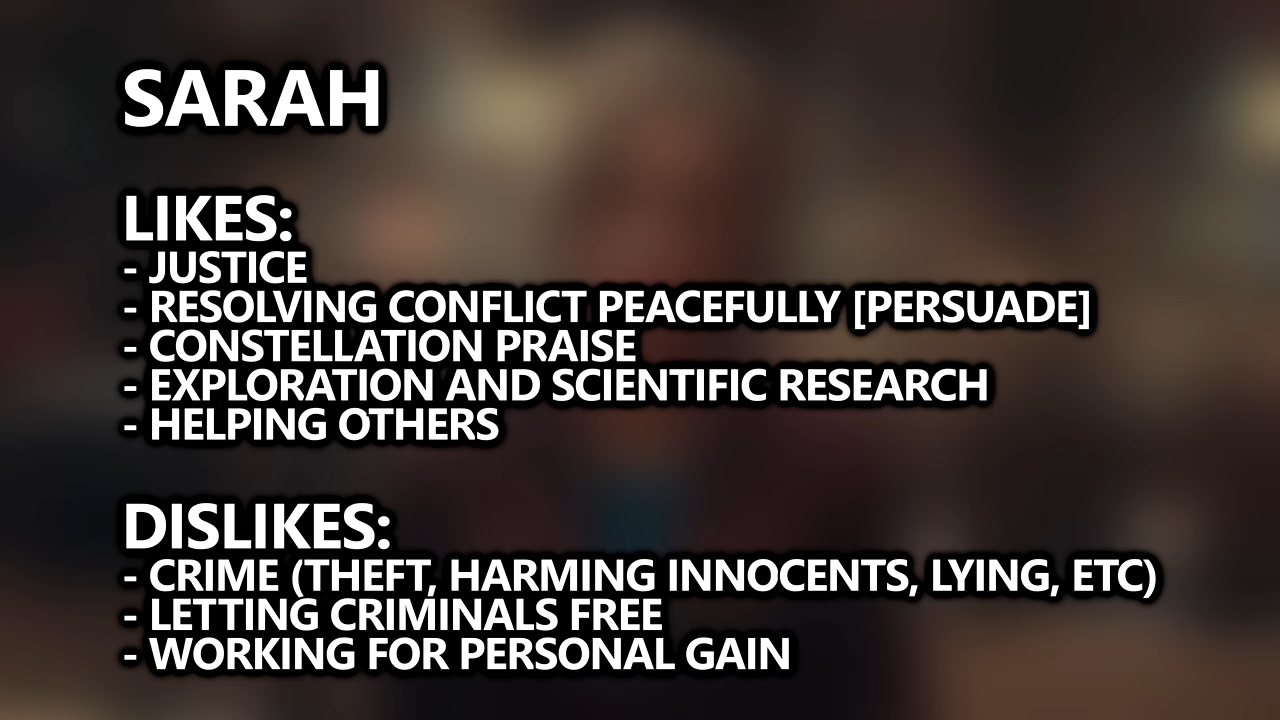 SARAH
LIKES:
- JUSTICE
- RESOLVING CONFLICT PEACEFULLY [PERSUADE]
- CONSTELLATION PRAISE
- EXPLORATION AND SCIENTIFIC RESEARCH
- HELPING OTHERS
DISLIKES:
- CRIME (THEFT, HARMING INNOCENTS, LYING, ETC)
- LETTING CRIMINALS FREE
- WORKING FOR PERSONAL GAIN